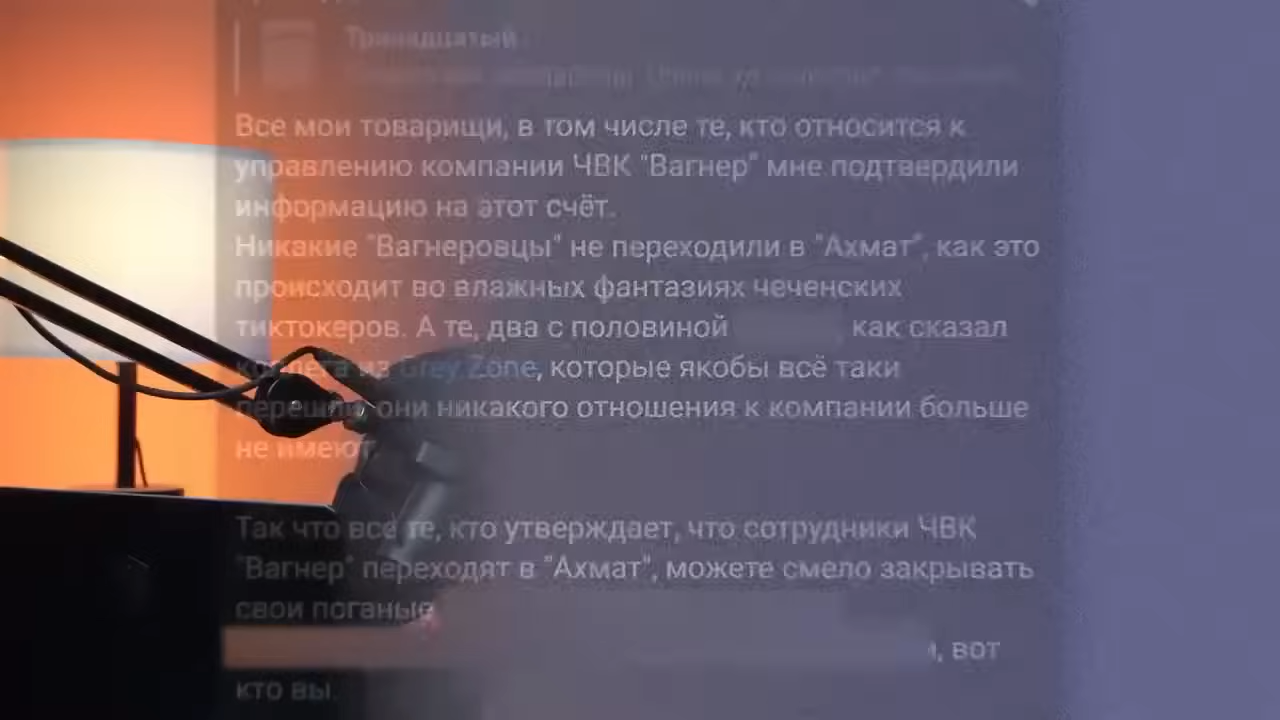 Тринадцатый
Все мои товарищи, в том числе те, кто относится к
управлению компании ЧВК "Вагнер" мне подтвердили
информацию на этот счёт.
Никакие "Вагнеровцы" не переходили в "Ахмат", как это
происходит во влажных фантазиях чеченских
тиктокеров. А те, два с половиной как сказал
из Grey Zone, которые якобы всё таки
перешли, они никакого отношения к компании больше
не имеют
Так что все те, кто утверждает, что сотрудники ЧВК
"Вагнер" переходят в "Ахмат", можете смело закрывать
свои поганые
, вот
кто вы.